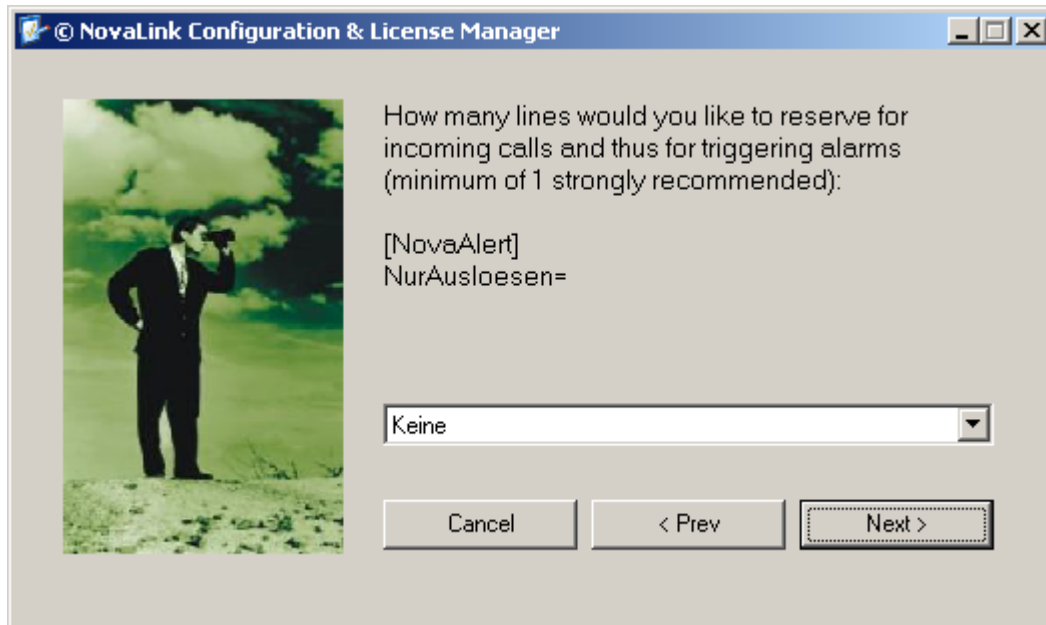 © NovaLink Configuration & License Manager
How many lines would you like to reserve for
incoming calls and thus for triggering alarms
(minimum of 1 strongly recommended):
[NovaAlert]
NurAusloesen=
Keine
Cancel
< Prev
Next >